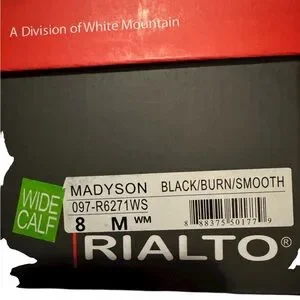 A Division of White Mountain
WIDE CALF
MADYSON BLACK/BURN/SMOOTH
097-R6271WS
8 M WM
8 88375 50177 9
RIALTO®